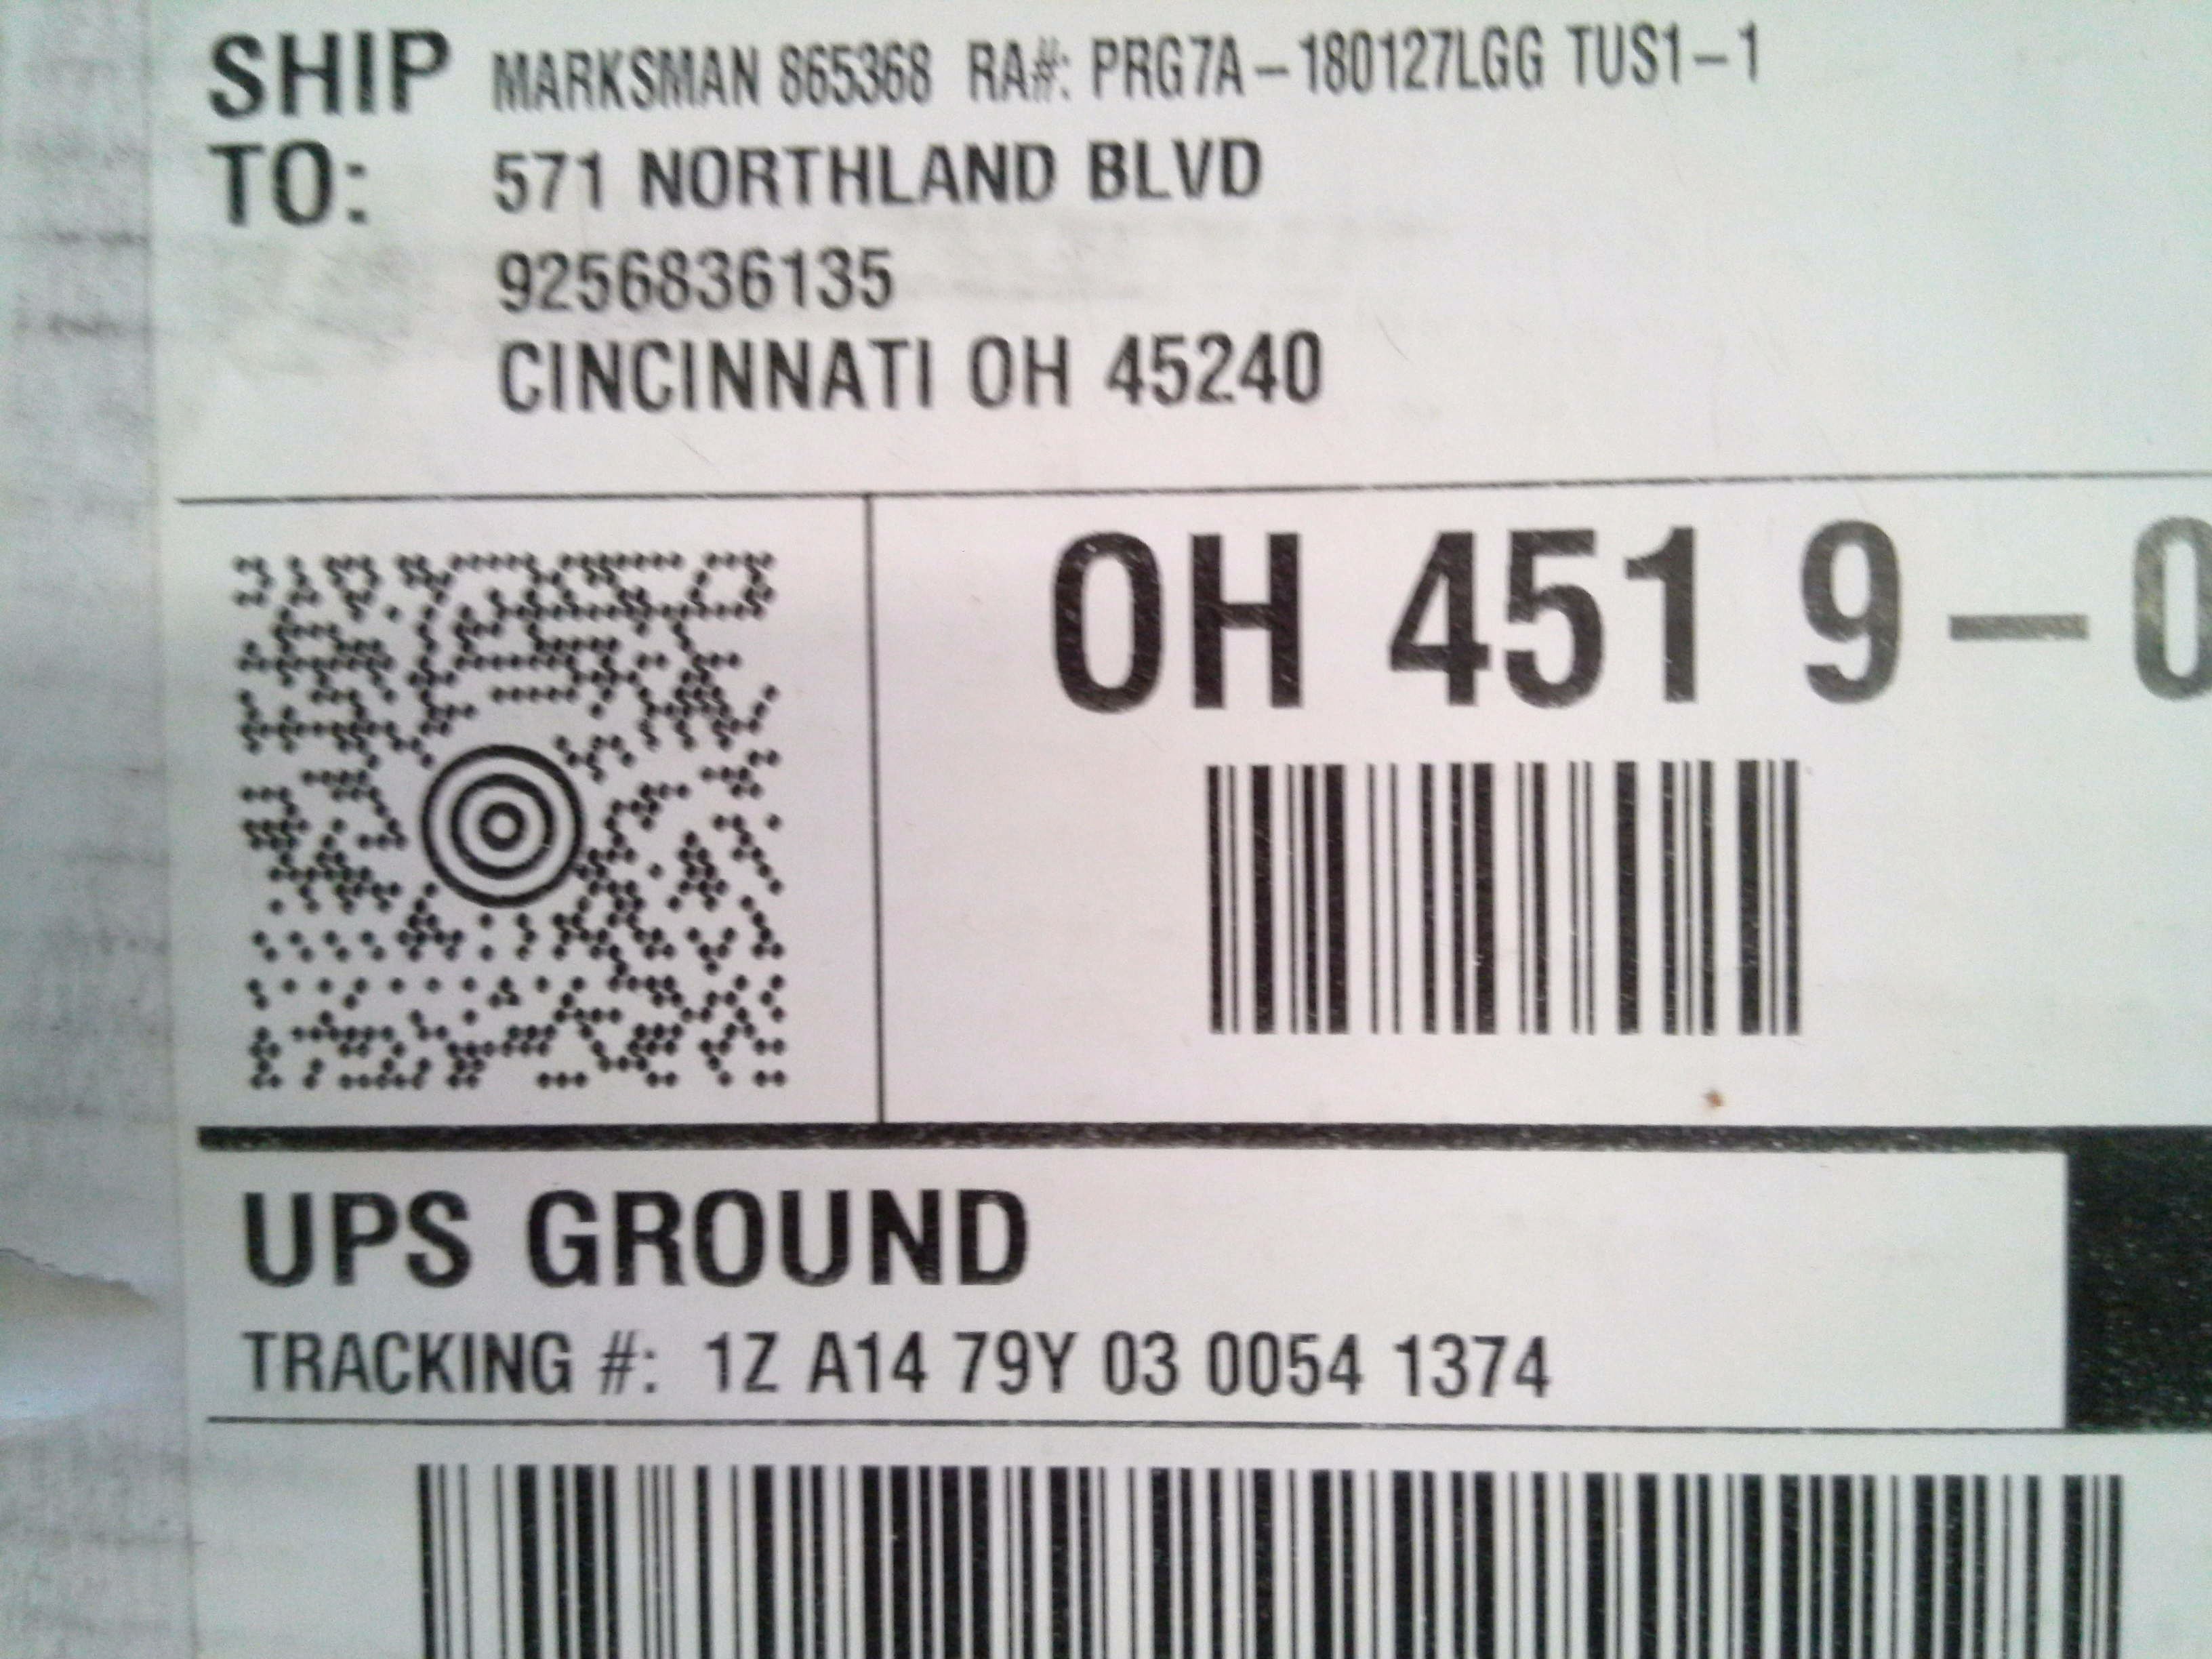 SHIP TO: MARKSMAN 865368 RA#: PRG7A-180127LGG TUS1-1
571 NORTHLAND BLVD
9256836135
CINCINNATI OH 45240
OH 451 9-0
UPS GROUND
TRACKING #: 1Z A14 79Y 03 0054 1374